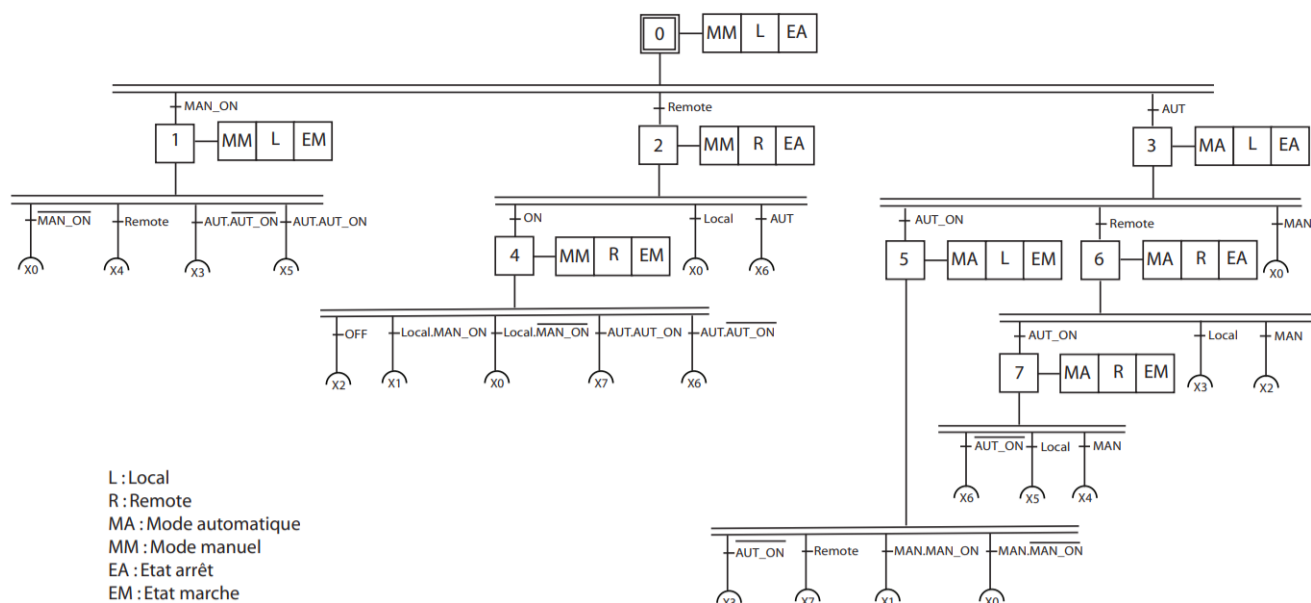 0 MM L EA
MAN_ON Remote AUT
1 MM L EM 2 MM R EA 3 MA L EA
MAN_ON Remote AUT.AUT_ON AUT.AUT_ON ON Local AUT AUT_ON Remote MAN
X0 X4 X3 X5 4 MM R EM X0 X6 5 MA L EM 6 MA R EA X0
OFF Local.MAN_ON Local.MAN_ON AUT.AUT_ON AUT.AUT_ON AUT_ON Local MAN
X2 X1 X0 X7 X6 7 MA R EM X3 X2
AUT_ON Local MAN
X6 X5 X4
L : Local
R : Remote
MA : Mode automatique
MM : Mode manuel
EA : Etat arrêt
EM : Etat marche
AUT_ON Remote MAN.MAN_ON MAN.MAN_ON
X3 X7 X1 X0